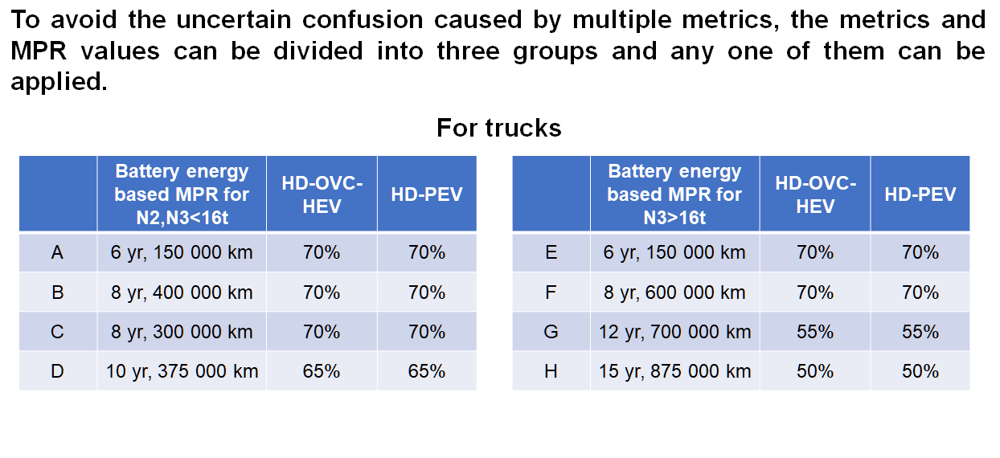 To avoid the uncertain confusion caused by multiple metrics, the metrics and
MPR values can be divided into three groups and any one of them can be
applied.
For trucks
Battery energy
based MPR for
N2,N3<16t
HD-OVC-
HEV
HD-PEV
A 6 yr, 150 000 km 70% 70%
B 8 yr, 400 000 km 70% 70%
C 8 yr, 300 000 km 70% 70%
D 10 yr, 375 000 km 65% 65%
Battery energy
based MPR for
N3>16t
HD-OVC-
HEV
HD-PEV
E 6 yr, 150 000 km 70% 70%
F 8 yr, 600 000 km 70% 70%
G 12 yr, 700 000 km 55% 55%
H 15 yr, 875 000 km 50% 50%